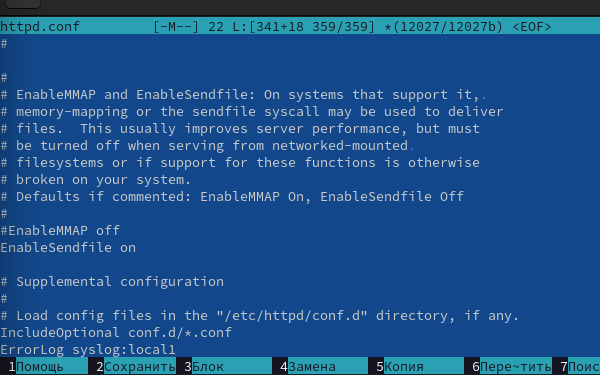 httpd.conf [-M--] 22 L:[341+18 359/359] *(12027/12027b) <EOF>
#
#
# EnableMMAP and EnableSendfile: On systems that support it,.
# memory-mapping or the sendfile syscall may be used to deliver
# files.  This usually improves server performance, but must
# be turned off when serving from networked-mounted.
# filesystems or if support for these functions is otherwise
# broken on your system.
# Defaults if commented: EnableMMAP On, EnableSendfile Off
#
#EnableMMAP off
EnableSendfile on
# Supplemental configuration
#
# Load config files in the "/etc/httpd/conf.d" directory, if any.
IncludeOptional conf.d/*.conf
ErrorLog syslog:local1
1Помощь 2Сохранить 3Блок 4Замена 5Копия 6Пере~тить 7Поис